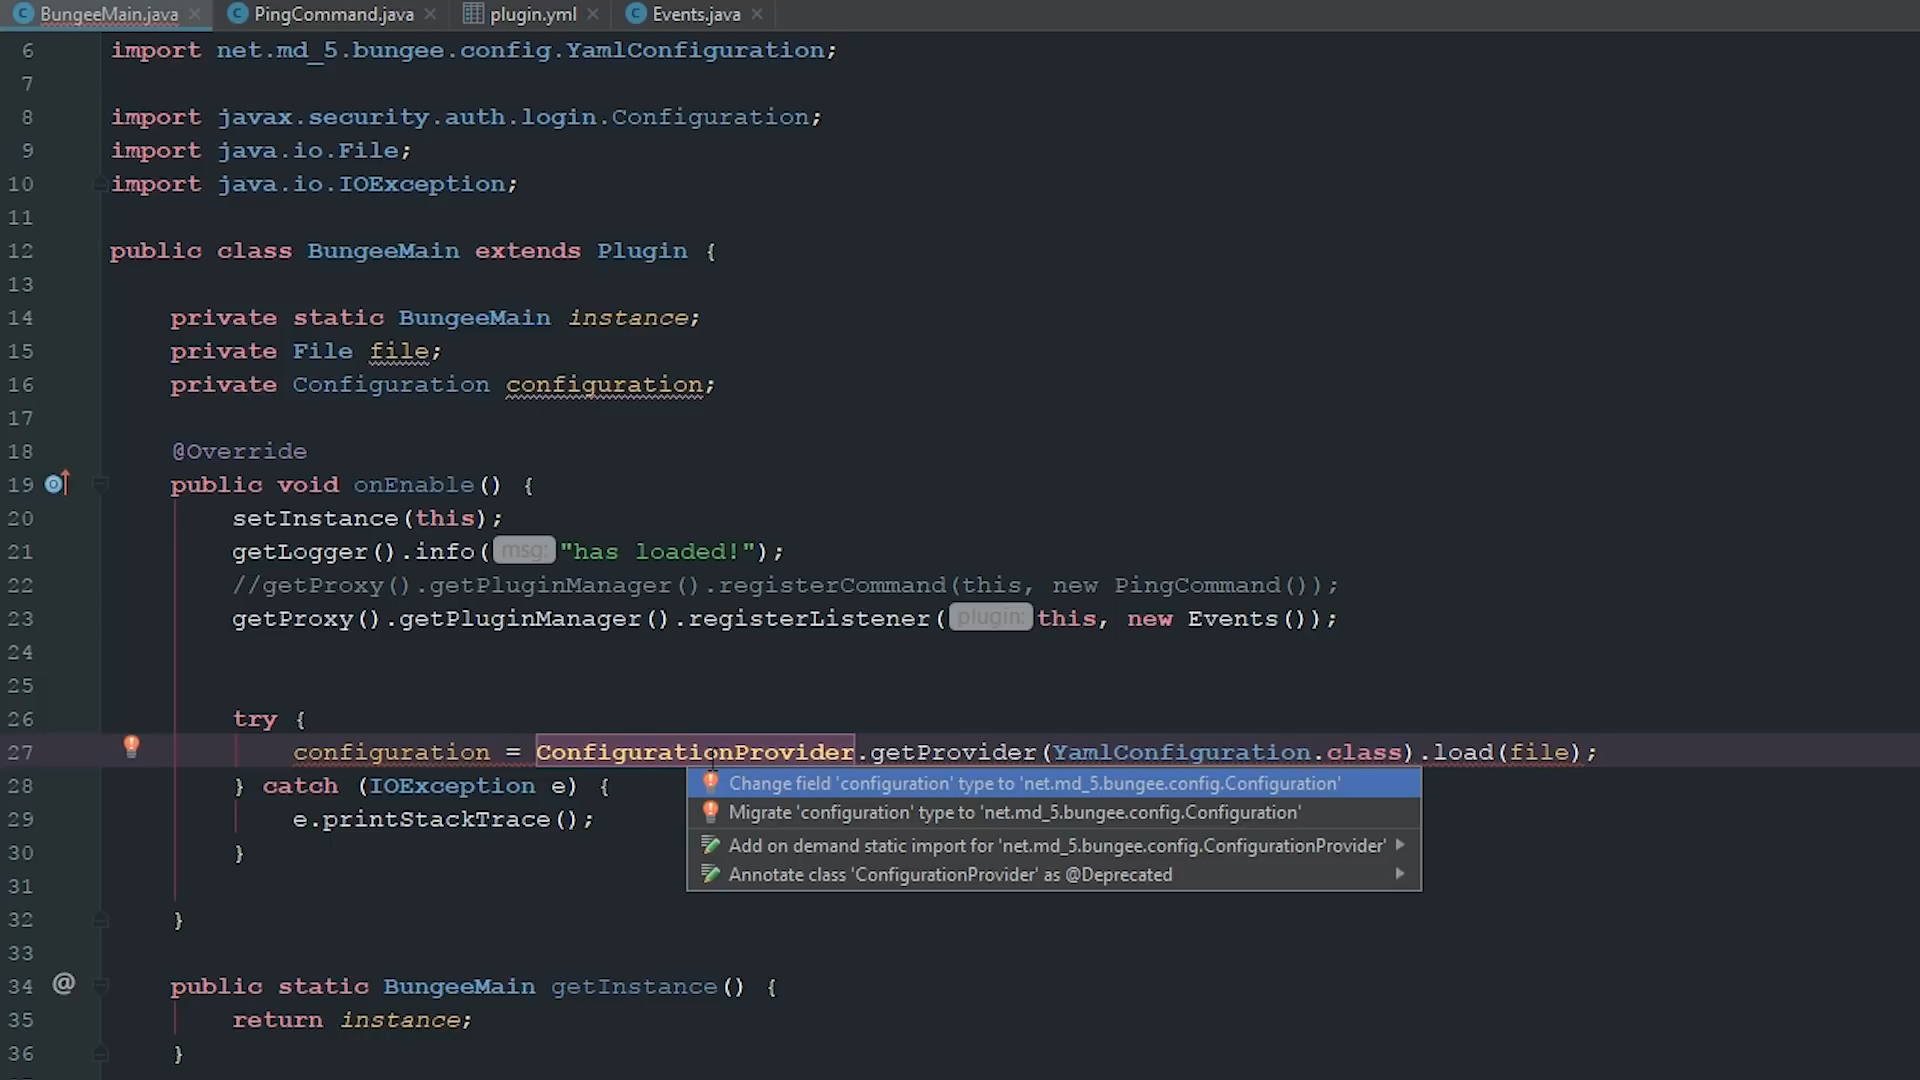 BungeeMain.java
PingCommand.java
plugin.yml
Events.java
6 import net.md_5.bungee.config.YamlConfiguration;
7
8 import javax.security.auth.login.Configuration;
9 import java.io.File;
10 import java.io.IOException;
11
12 public class BungeeMain extends Plugin {
13
14 private static BungeeMain instance;
15 private File file;
16 private Configuration configuration;
17
18 @Override
19 public void onEnable() {
20 setInstance(this);
21 getLogger().info( msg: "has loaded!");
22 //getProxy().getPluginManager().registerCommand(this, new PingCommand());
23 getProxy().getPluginManager().registerListener( plugin: this, new Events());
24
25
26 try {
27 configuration = ConfigurationProvider.getProvider(YamlConfiguration.class).load(file);
28 } catch (IOException e) {
Change field 'configuration' type to 'net.md_5.bungee.config.Configuration'
Migrate 'configuration' type to 'net.md_5.bungee.config.Configuration'
Add on demand static import for 'net.md_5.bungee.config.ConfigurationProvider'
Annotate class 'ConfigurationProvider' as @Deprecated
29 e.printStackTrace();
30 }
31
32 }
33
34 @ public static BungeeMain getInstance() {
35 return instance;
36 }